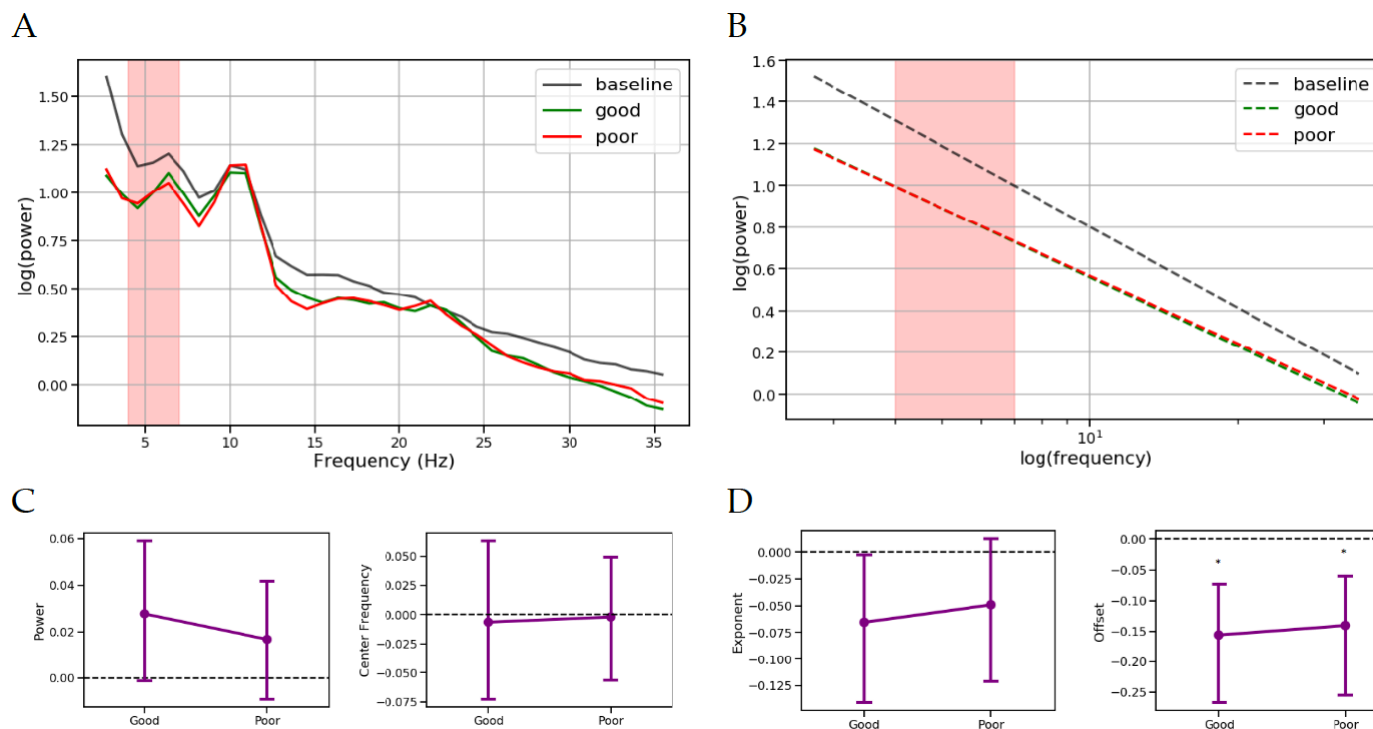 A
B
baseline
good
poor
1.50
1.25
1.00
0.75
0.50
0.25
0.00
log(power)
5
10
15
20
25
30
35
Frequency (Hz)
baseline
good
poor
1.6
1.4
1.2
1.0
0.8
0.6
0.4
0.2
0.0
log(power)
10¹
log(frequency)
C
D
0.06
0.04
0.02
0.00
Power
Good
Poor
0.050
0.025
0.000
−0.025
−0.050
−0.075
Center Frequency
Good
Poor
0.000
−0.025
−0.050
−0.075
−0.100
−0.125
Exponent
Good
Poor
0.00
−0.05
−0.10
−0.15
−0.20
−0.25
Offset
*
*
Good
Poor